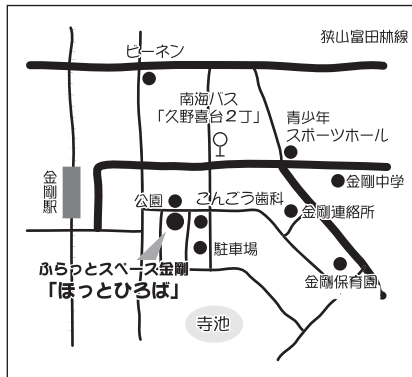 狭山富田林線
ビーネン
南海バス
「久野喜台2丁」
青少年
スポーツホール
金剛駅
金剛中学
公園
こんごう歯科
金剛連絡所
駐車場
ふらっとスペース金剛
「ほっとひろば」
金剛保育園
寺池